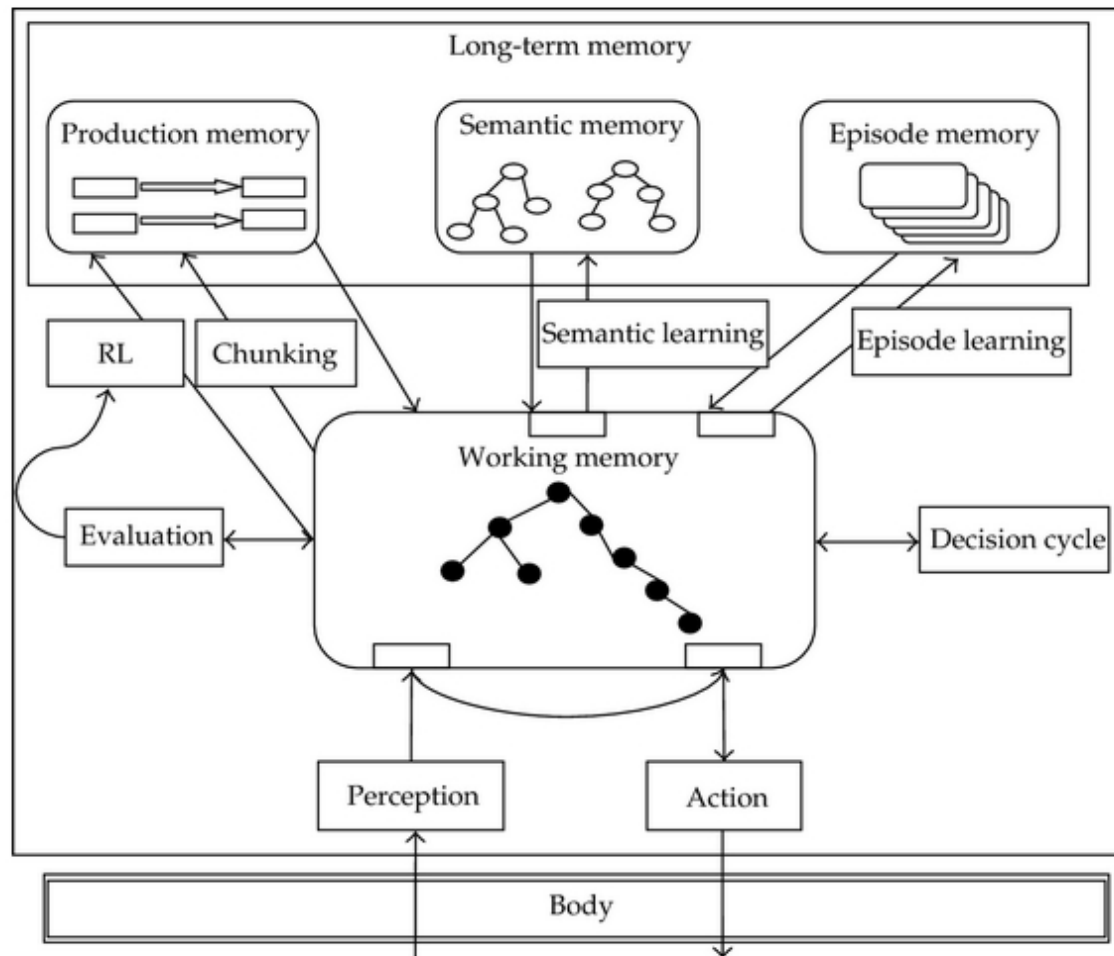 Long-term memory
Production memory
Semantic memory
Episode memory
RL
Chunking
Semantic learning
Episode learning
Working memory
Evaluation
Decision cycle
Perception
Action
Body